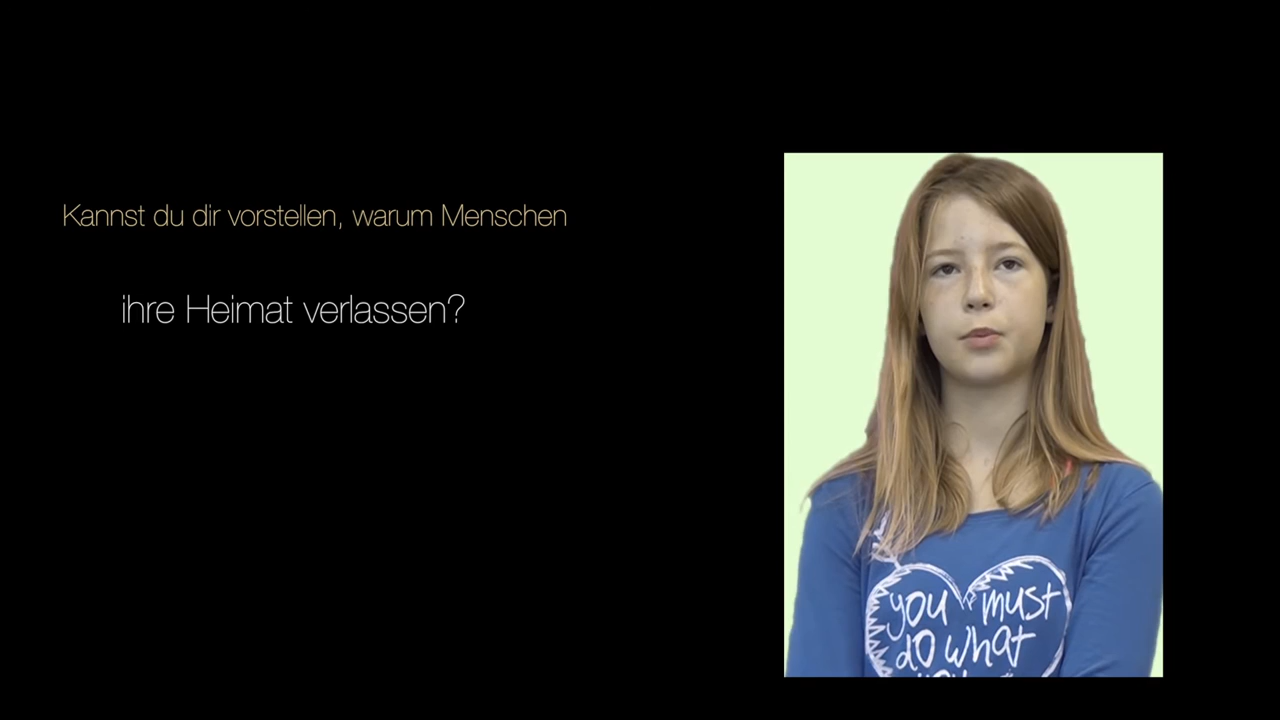 Kannst du dir vorstellen, warum Menschen
ihre Heimat verlassen?
you must
do what